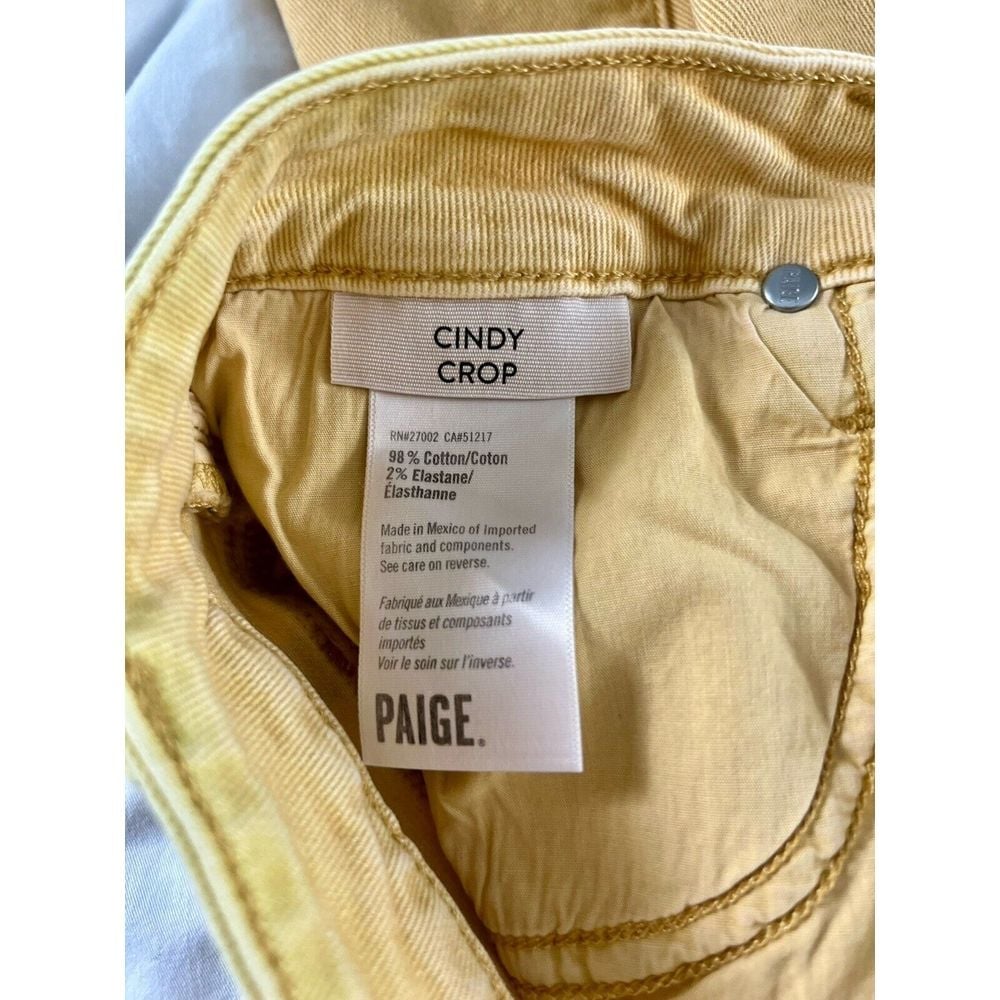 CINDY
CROP
RN#27002 CA#51217
98 % Cotton/Coton
2% Elastane/
Élasthanne
Made in Mexico of Imported
fabric and components.
See care on reverse.
Fabriqué aux Mexique à partir
de tissus et composants
importés
Voir le soin sur l'inverse.
PAIGE.